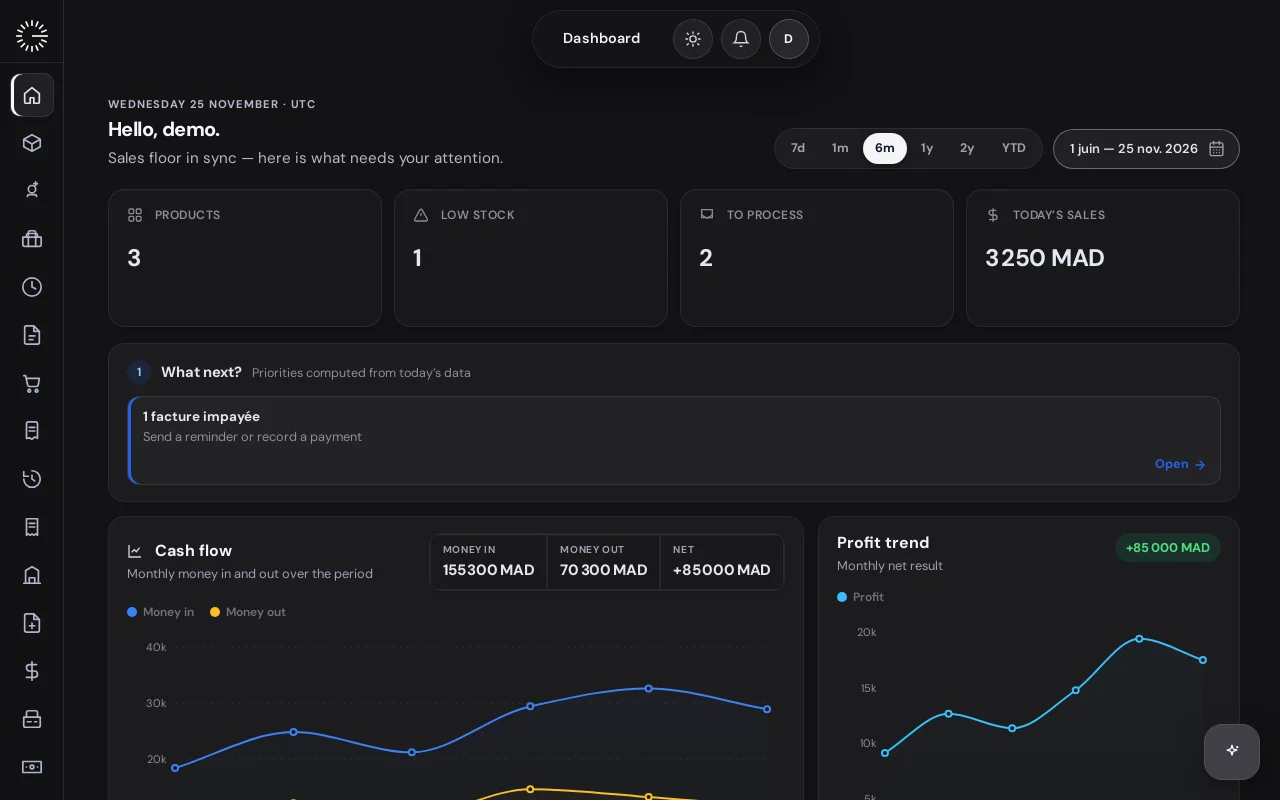 Dashboard
D
WEDNESDAY 25 NOVEMBER · UTC
Hello, demo.
Sales floor in sync — here is what needs your attention.
7d 1m 6m 1y 2y YTD
1 juin — 25 nov. 2026
PRODUCTS
3
LOW STOCK
1
TO PROCESS
2
TODAY'S SALES
3 250 MAD
1 What next? Priorities computed from today's data
1 facture impayée
Send a reminder or record a payment
Open →
Cash flow
Monthly money in and out over the period
MONEY IN
155 300 MAD
MONEY OUT
70 300 MAD
NET
+85 000 MAD
Money in Money out
40k
30k
20k
Profit trend
Monthly net result
+85 000 MAD
Profit
20k
15k
10k
5k